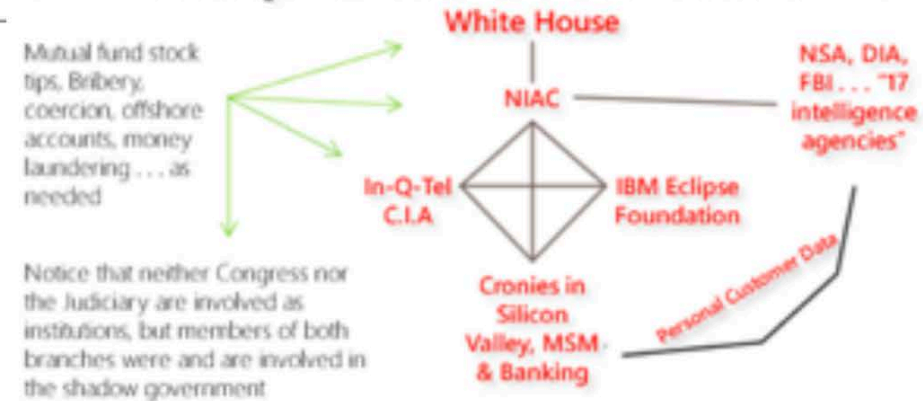 White House
Mutual fund stock
tips, Bribery,
coercion, offshore
accounts, money
laundering . . . as
needed
NIAC
NSA, DIA,
FBI . . . "17
intelligence
agencies"
In-Q-Tel
C.I.A
IBM Eclipse
Foundation
Personal Customer Data
Notice that neither Congress nor
the Judiciary are involved as
institutions, but members of both
branches were and are involved in
the shadow government
Cronies in
Silicon
Valley, MSM
& Banking